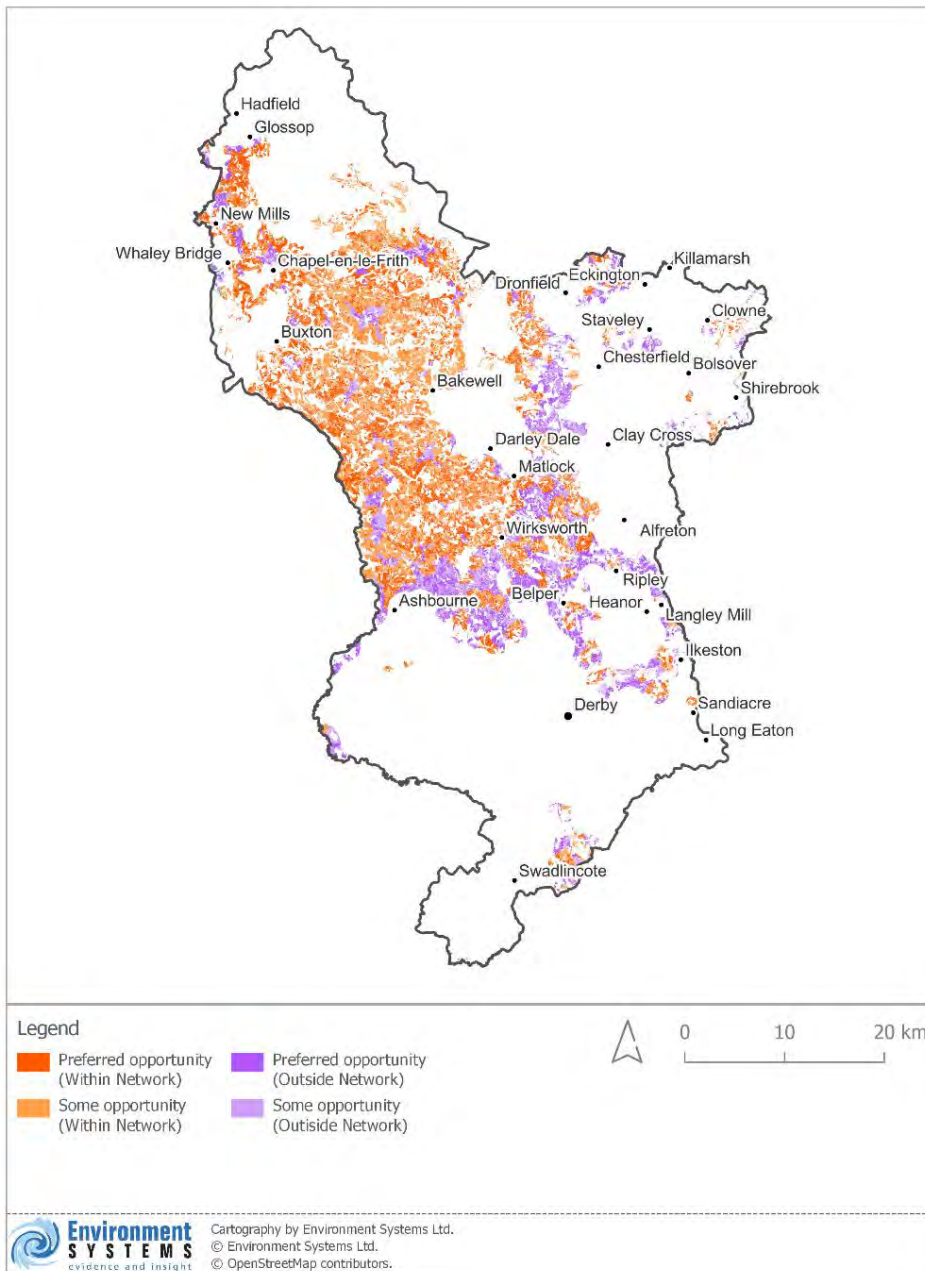 Hadfield
Glossop
New Mills
Whaley Bridge
Chapel-en-le-Frith
Killamarsh
Eckington
Dronfield
Clowne
Staveley
Buxton
Chesterfield
Bolsover
Bakewell
Shirebrook
Darley Dale
Clay Cross
Matlock
Alfreton
Wirksworth
Ripley
Belper
Heanor
Ashbourne
Langley Mill
Ilkeston
Derby
Sandiacre
Long Eaton
Swadlincote
Legend
Preferred opportunity
(Within Network)
Preferred opportunity
(Outside Network)
Some opportunity
(Within Network)
Some opportunity
(Outiside Network)
0 10 20 km
Environment
SYSTEMS
evidence and insight
Cartography by Environment Systems Ltd.
© Environment Systems Ltd.
© OpenStreetMap contributors.